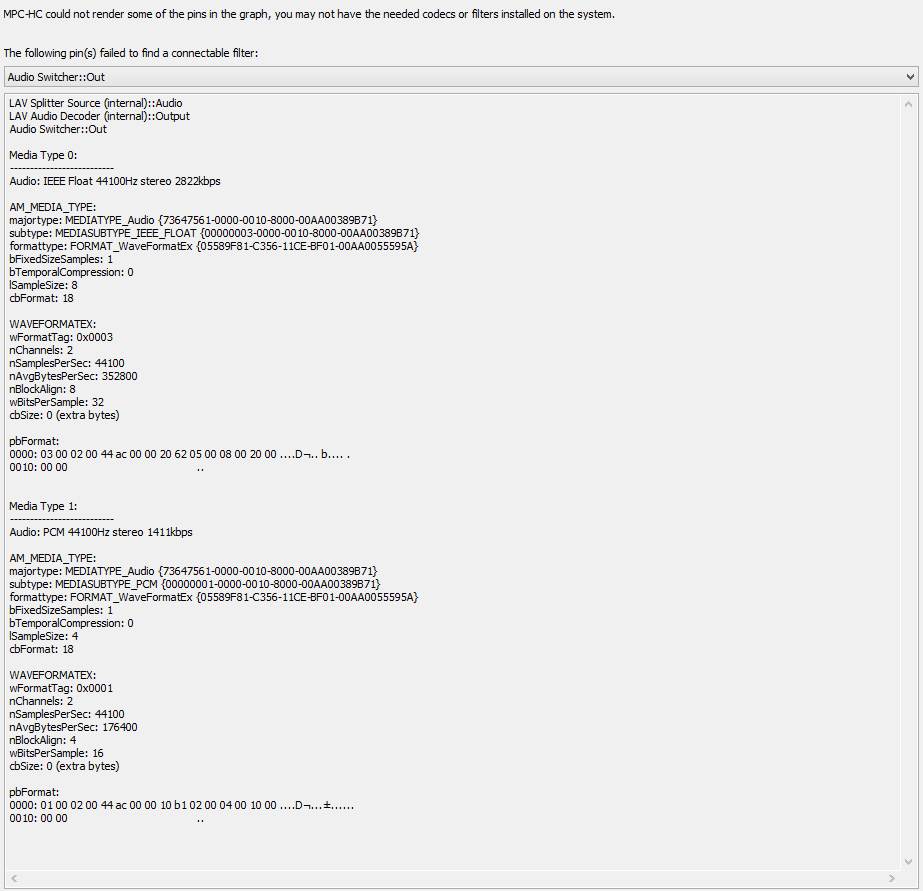 MPC-HC could not render some of the pins in the graph, you may not have the needed codecs or filters installed on the system.
The following pin(s) failed to find a connectable filter:
Audio Switcher::Out
LAV Splitter Source (internal)::Audio
LAV Audio Decoder (internal)::Output
Audio Switcher::Out
Media Type 0:
--------------------------
Audio: IEEE Float 44100Hz stereo 2822kbps
AM_MEDIA_TYPE:
majortype: MEDIATYPE_Audio {73647561-0000-0010-8000-00AA00389B71}
subtype: MEDIASUBTYPE_IEEE_FLOAT {00000003-0000-0010-8000-00AA00389B71}
formattype: FORMAT_WaveFormatEx {05589F81-C356-11CE-BF01-00AA0055595A}
bFixedSizeSamples: 1
bTemporalCompression: 0
lSampleSize: 8
cbFormat: 18
WAVEFORMATEX:
wFormatTag: 0x0003
nChannels: 2
nSamplesPerSec: 44100
nAvgBytesPerSec: 352800
nBlockAlign: 8
wBitsPerSample: 32
cbSize: 0 (extra bytes)
pbFormat:
0000: 03 00 02 00 44 ac 00 00 20 62 05 00 08 00 20 00 ....D¬.. b.... .
0010: 00 00 ..
Media Type 1:
--------------------------
Audio: PCM 44100Hz stereo 1411kbps
AM_MEDIA_TYPE:
majortype: MEDIATYPE_Audio {73647561-0000-0010-8000-00AA00389B71}
subtype: MEDIASUBTYPE_PCM {00000001-0000-0010-8000-00AA00389B71}
formattype: FORMAT_WaveFormatEx {05589F81-C356-11CE-BF01-00AA0055595A}
bFixedSizeSamples: 1
bTemporalCompression: 0
lSampleSize: 4
cbFormat: 18
WAVEFORMATEX:
wFormatTag: 0x0001
nChannels: 2
nSamplesPerSec: 44100
nAvgBytesPerSec: 176400
nBlockAlign: 4
wBitsPerSample: 16
cbSize: 0 (extra bytes)
pbFormat:
0000: 01 00 02 00 44 ac 00 00 10 b1 02 00 04 00 10 00 ....D¬...±......
0010: 00 00 ..